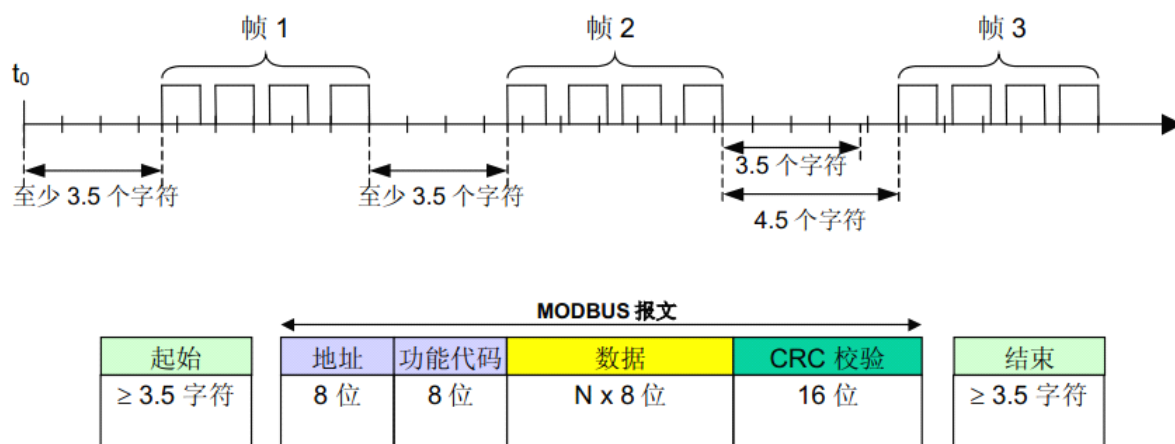 帧 1 帧 2 帧 3
t0
至少 3.5 个字符 至少 3.5 个字符 3.5 个字符
4.5 个字符
MODBUS 报文
起始 地址 功能代码 数据 CRC 校验 结束
≥ 3.5 字符 8 位 8 位 N x 8 位 16 位 ≥ 3.5 字符